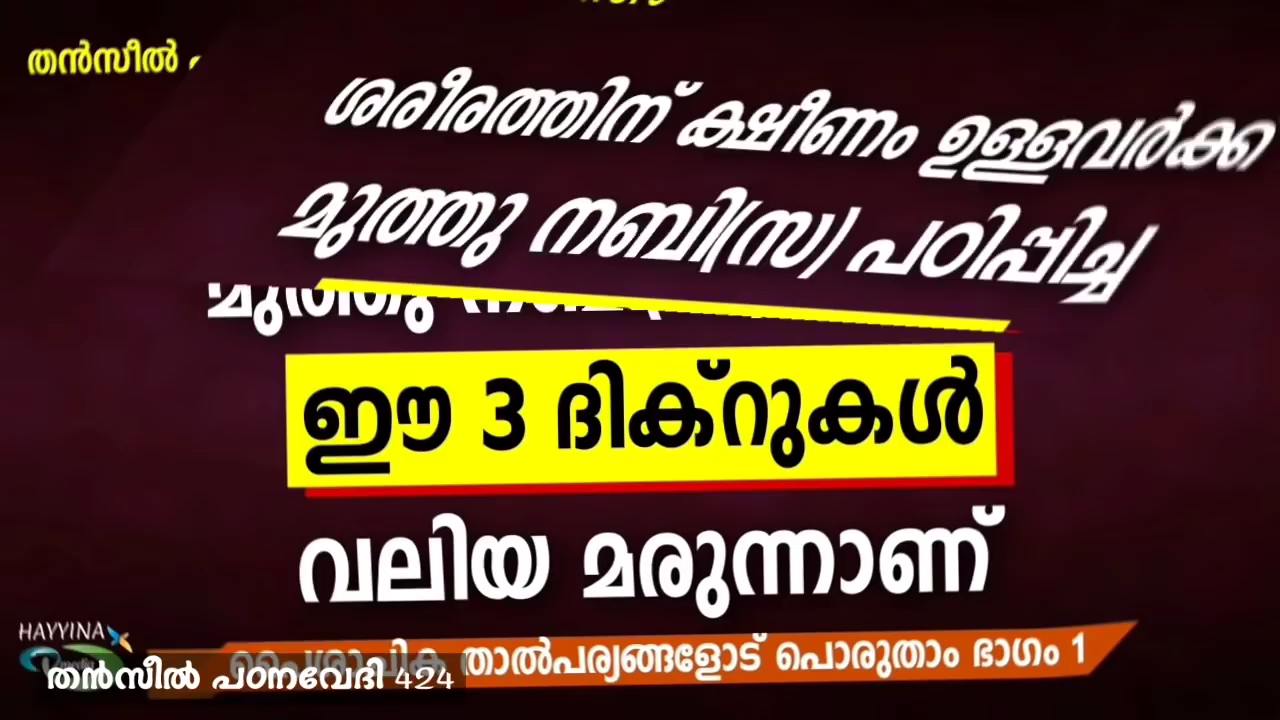 തൻസീൽ
ശരീരത്തിന് ക്ഷീണം ഉള്ളവർക്ക
മുത്തു നബി(സ) പഠിപ്പിച്ച
മുത്തു
ഈ 3 ദിക്റുകൾ
വലിയ മരുന്നാണ്
HAYYINA
പൈശാചിക താൽപര്യങ്ങളോട് പൊരുതാം ഭാഗം 1
തൻസീൽ പഠനവേദി 424